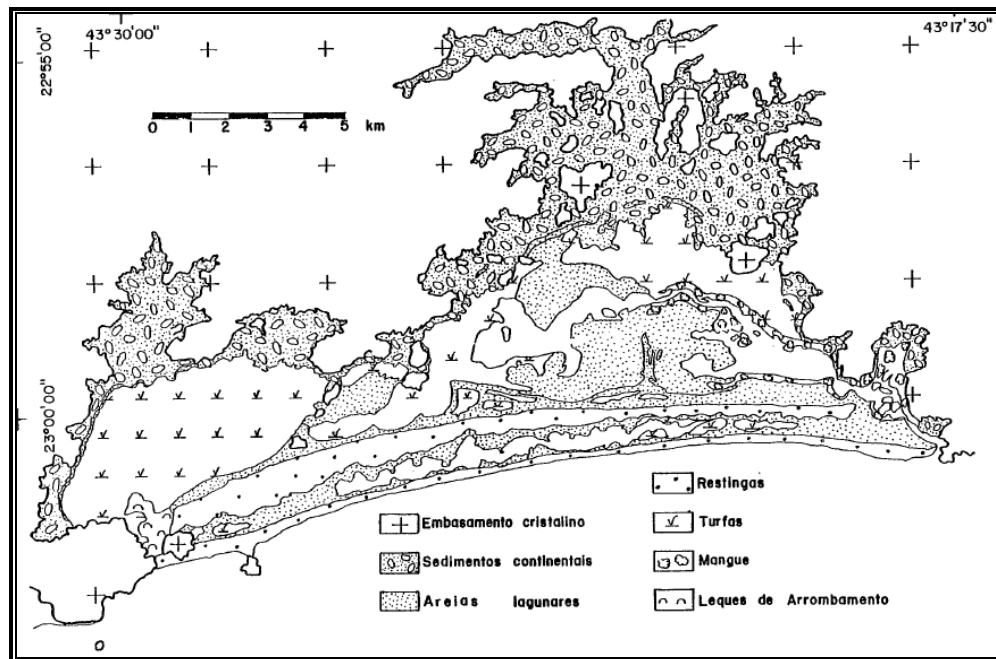 43°30'00"
43°17'30"
22°55'00"
0 1 2 3 4 5 km
23°00'00"
Restingas
Embasamento cristalino
Turfas
Sedimentos continentais
Mangue
Areias lagunares
Leques de Arrombamento